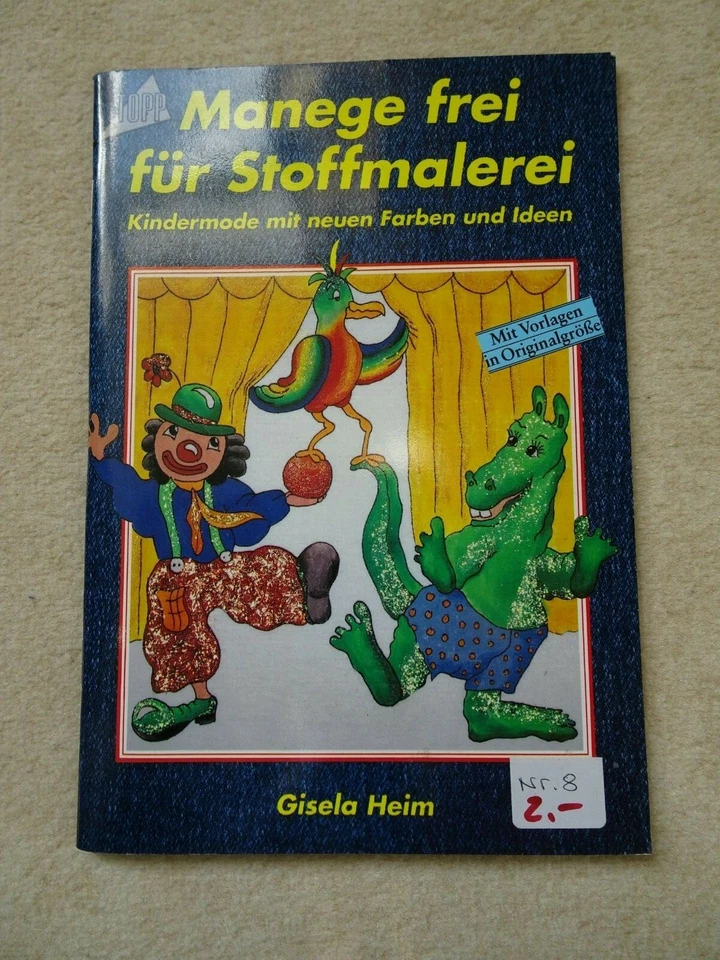 TOPP
Manege frei
für Stoffmalerei
Kindermode mit neuen Farben und Ideen
Mit Vorlagen
in Originalgröße
Gisela Heim
Nr. 8
2.-